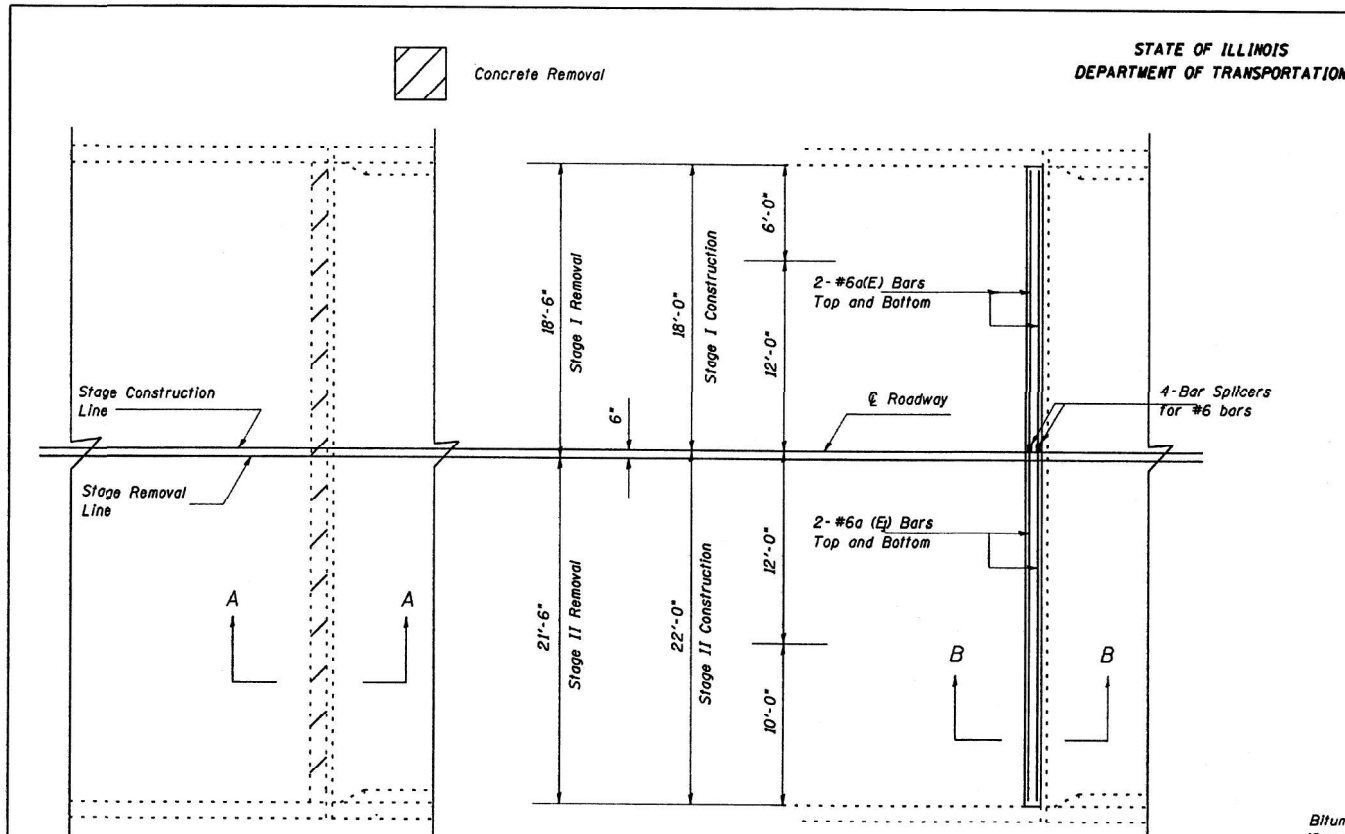 STATE OF ILLINOIS
DEPARTMENT OF TRANSPORTATION
Concrete Removal
18'-6"
Stage I Removal
18'-0"
Stage I Construction
6'-0"
12'-0"
2-#6a(E) Bars
Top and Bottom
Stage Construction
Line
6"
℄ Roadway
4-Bar Splicers
for #6 bars
Stage Removal
Line
21'-6"
Stage II Removal
22'-0"
Stage II Construction
12'-0"
10'-0"
2-#6a (E) Bars
Top and Bottom
A
A
B
B
Bitum